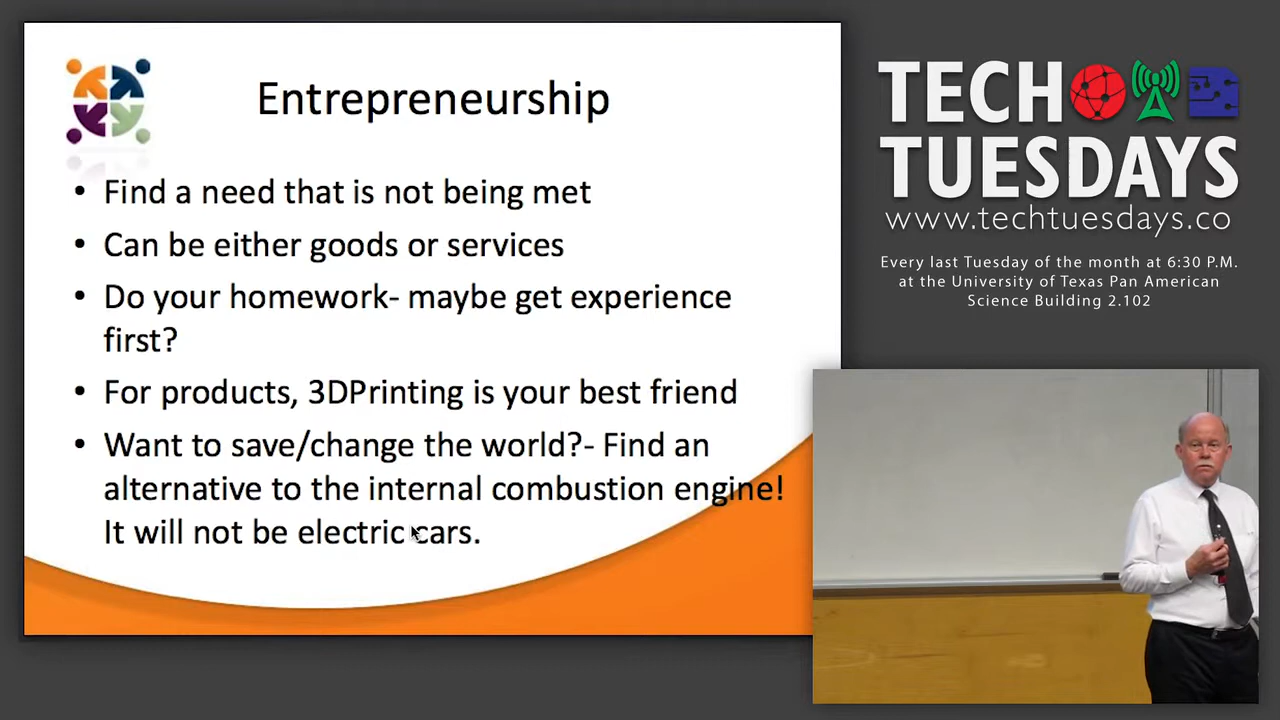 Entrepreneurship
• Find a need that is not being met
• Can be either goods or services
• Do your homework- maybe get experience
first?
• For products, 3DPrinting is your best friend
• Want to save/change the world?- Find an
alternative to the internal combustion engine!
It will not be electric cars.
TECH
TUESDAYS
www.techtuesdays.co
Every last Tuesday of the month at 6:30 P.M.
at the University of Texas Pan American
Science Building 2.102